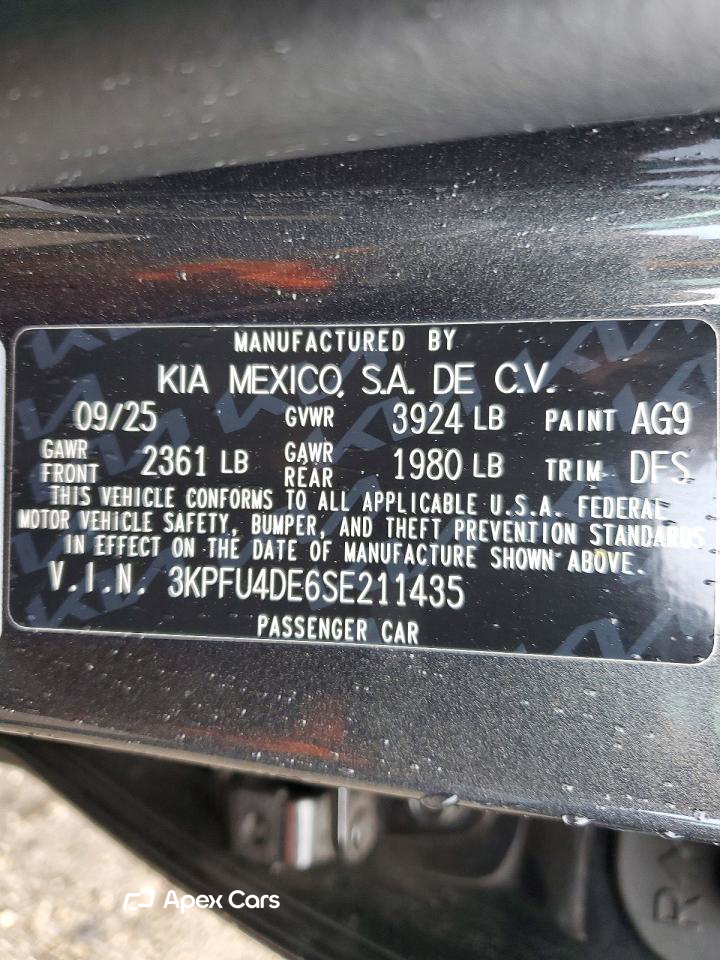 MANUFACTURED BY
KIA MEXICO, S.A. DE C.V.
09/25 GVWR 3924 LB PAINT AG9
GAWR FRONT 2361 LB GAWR REAR 1980 LB TRIM DFS
THIS VEHICLE CONFORMS TO ALL APPLICABLE U.S.A. FEDERAL
MOTOR VEHICLE SAFETY, BUMPER, AND THEFT PREVENTION STANDARDS
IN EFFECT ON THE DATE OF MANUFACTURE SHOWN ABOVE.
V.I.N. 3KPFU4DE6SE211435
PASSENGER CAR
Apex Cars